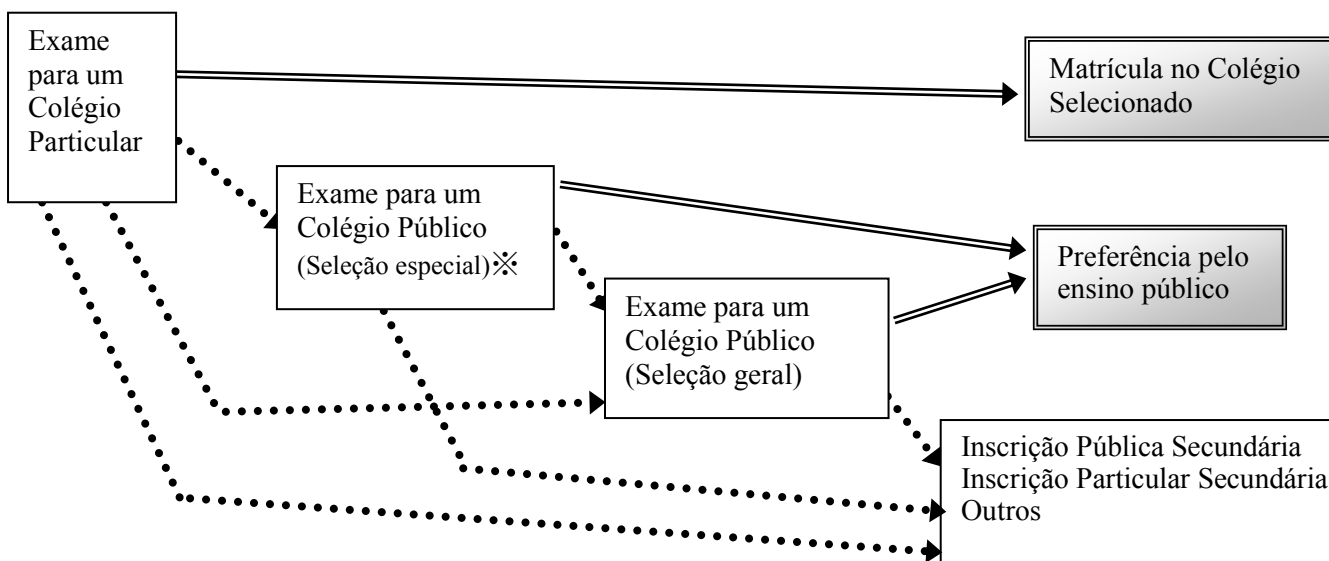 Exame
para um
Colégio
Particular
Matrícula no Colégio
Selecionado
Exame para um
Colégio Público
(Seleção especial)※
Preferência pelo
ensino público
Exame para um
Colégio Público
(Seleção geral)
Inscrição Pública Secundária
Inscrição Particular Secundária
Outros